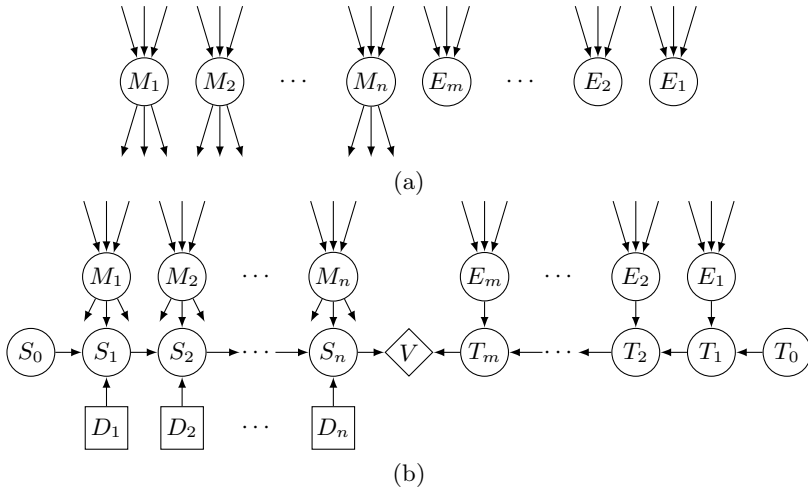 M₁ M₂ ··· Mₙ Eₘ ··· E₂ E₁
(a)
M₁ M₂ ··· Mₙ Eₘ ··· E₂ E₁
S₀ S₁ S₂ ··· Sₙ V Tₘ ··· T₂ T₁ T₀
D₁ D₂ ··· Dₙ
(b)